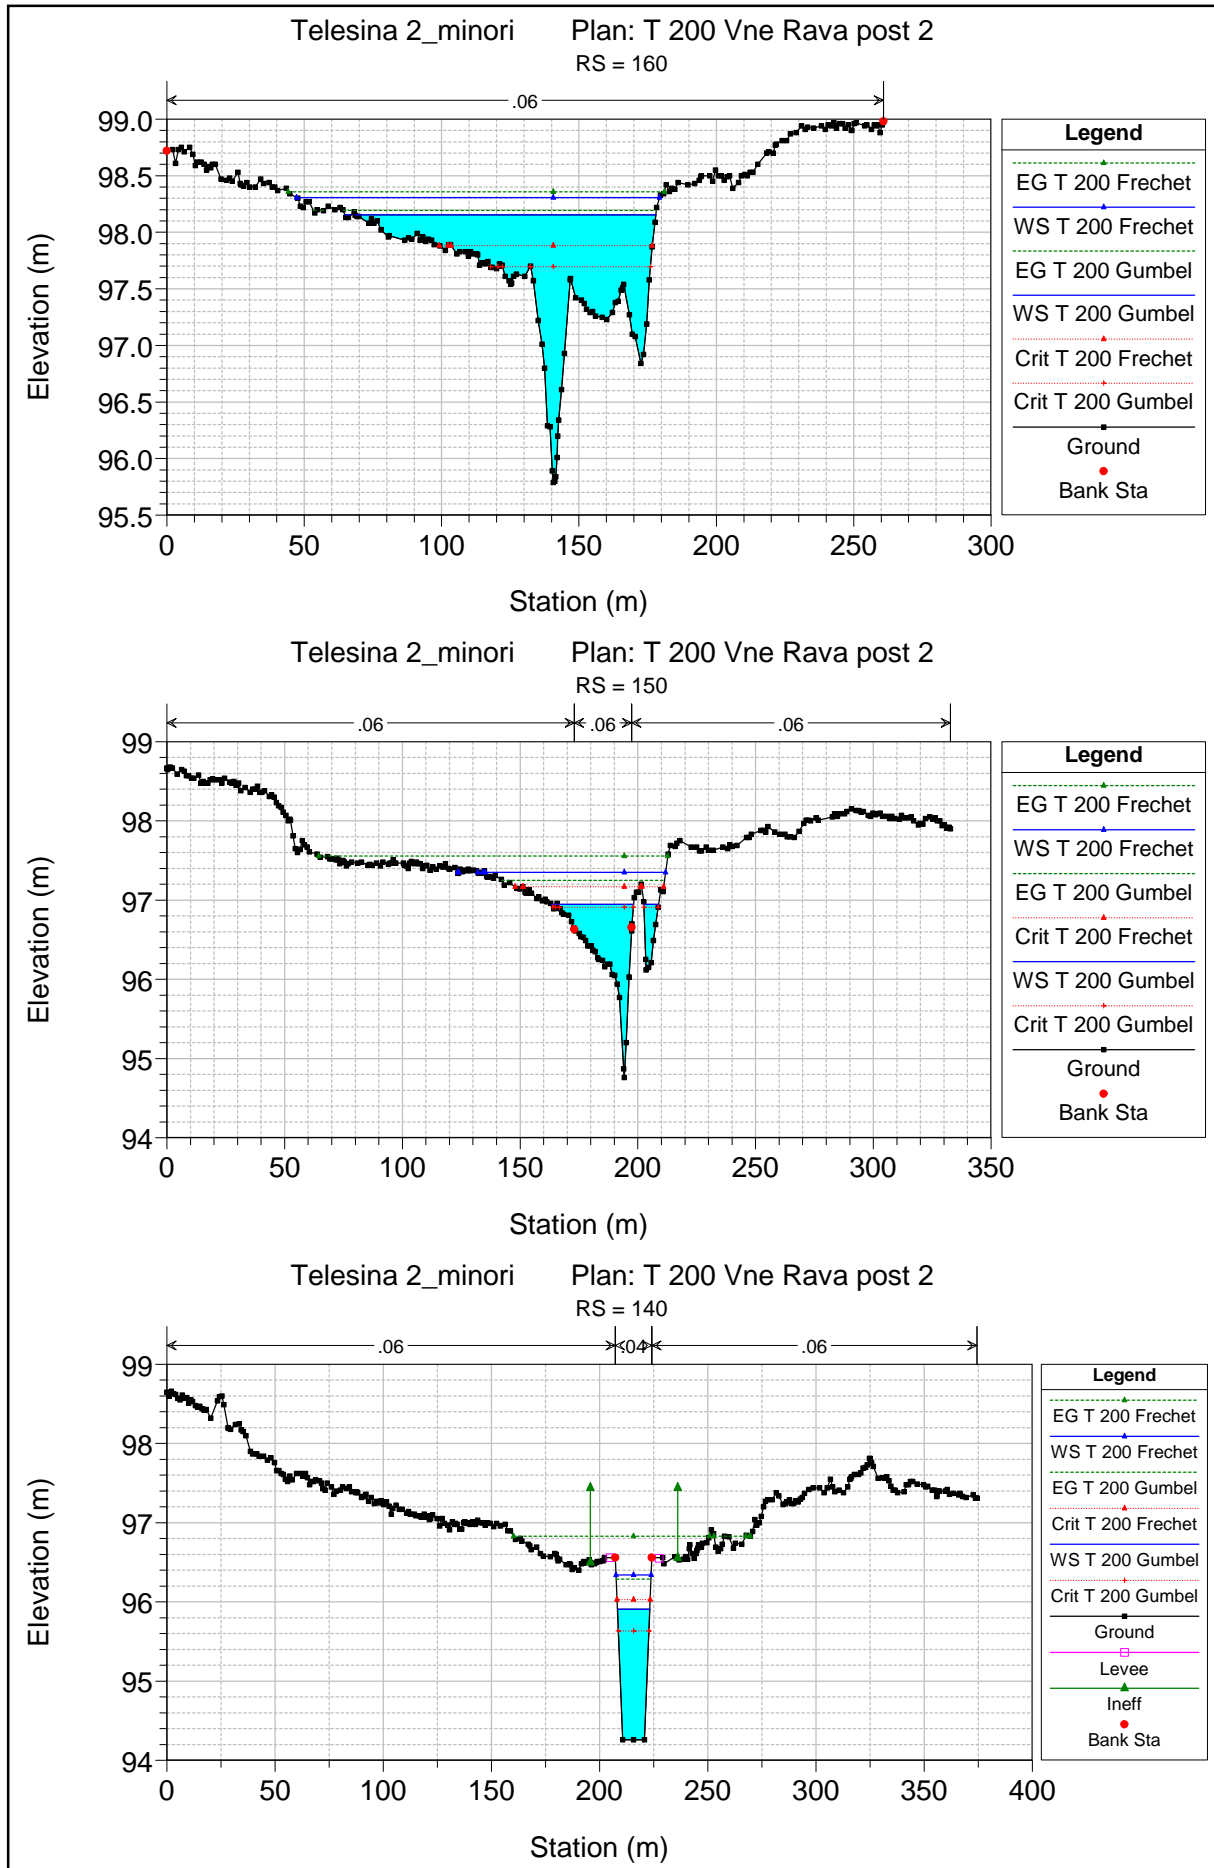 Telesina 2_minori Plan: T 200 Vne Rava post 2
RS = 160
.06
99.0
98.5
98.0
97.5
97.0
96.5
96.0
95.5
0 50 100 150 200 250 300
Station (m)
Elevation (m)
Legend
EG T 200 Frechet
WS T 200 Frechet
EG T 200 Gumbel
WS T 200 Gumbel
Crit T 200 Frechet
Crit T 200 Gumbel
Ground
Bank Sta
Telesina 2_minori Plan: T 200 Vne Rava post 2
RS = 150
.06 .06 .06
99
98
97
96
95
94
0 50 100 150 200 250 300 350
Station (m)
Elevation (m)
Legend
EG T 200 Frechet
WS T 200 Frechet
EG T 200 Gumbel
Crit T 200 Frechet
WS T 200 Gumbel
Crit T 200 Gumbel
Ground
Bank Sta
Telesina 2_minori Plan: T 200 Vne Rava post 2
RS = 140
.06 .04 .06
99
98
97
96
95
94
0 50 100 150 200 250 300 350 400
Station (m)
Elevation (m)
Legend
EG T 200 Frechet
WS T 200 Frechet
EG T 200 Gumbel
Crit T 200 Frechet
WS T 200 Gumbel
Crit T 200 Gumbel
Ground
Levee
Ineff
Bank Sta